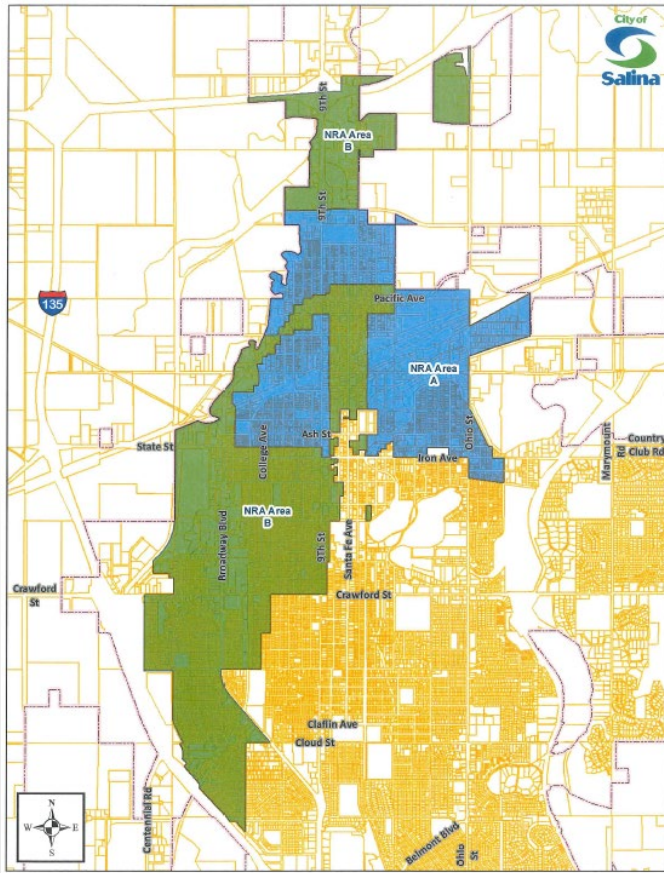 City of
Salina
9Th St
NRA Area
B
9Th St
135
Pacific Ave
NRA Area
A
State St
College Ave
Ash St
Iron Ave
Ohio St
Marymount
Rd
Country
Club Rd
NRA Area
B
Broadway Blvd
9Th St
Santa Fe Ave
Crawford
St
Crawford St
Claflin Ave
Cloud St
Centennial Rd
Belmont Blvd
Ohio
St
N
W
E
S